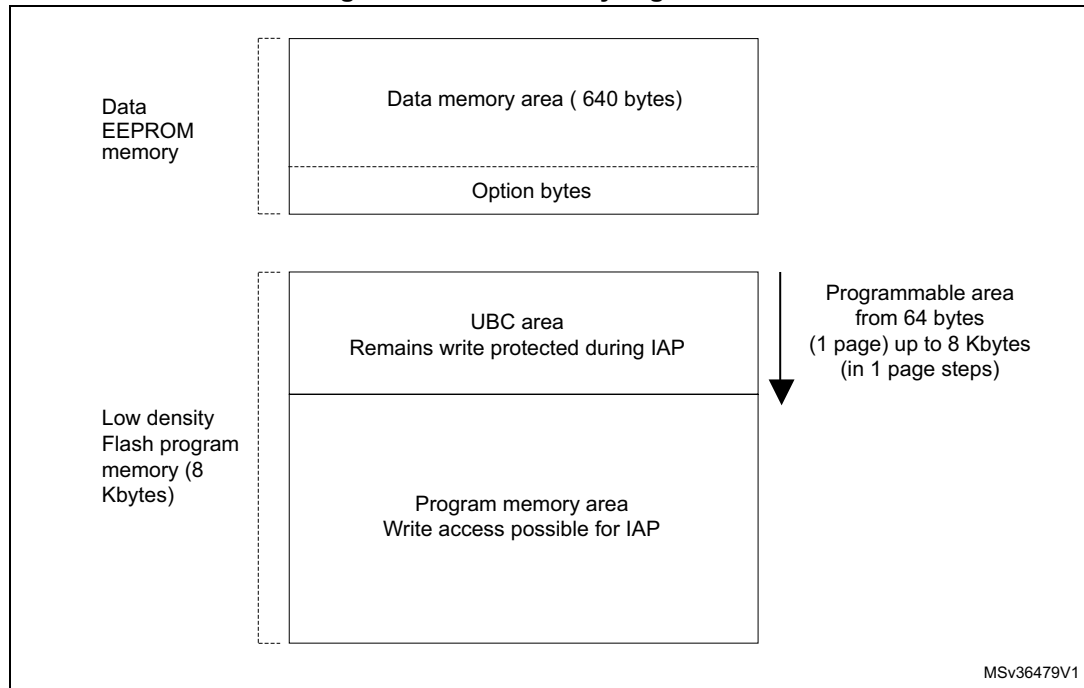 Data memory area ( 640 bytes)
Data
EEPROM
memory
Option bytes
UBC area
Remains write protected during IAP
Programmable area
from 64 bytes
(1 page) up to 8 Kbytes
(in 1 page steps)
Low density
Flash program
memory (8
Kbytes)
Program memory area
Write access possible for IAP
MSv36479V1